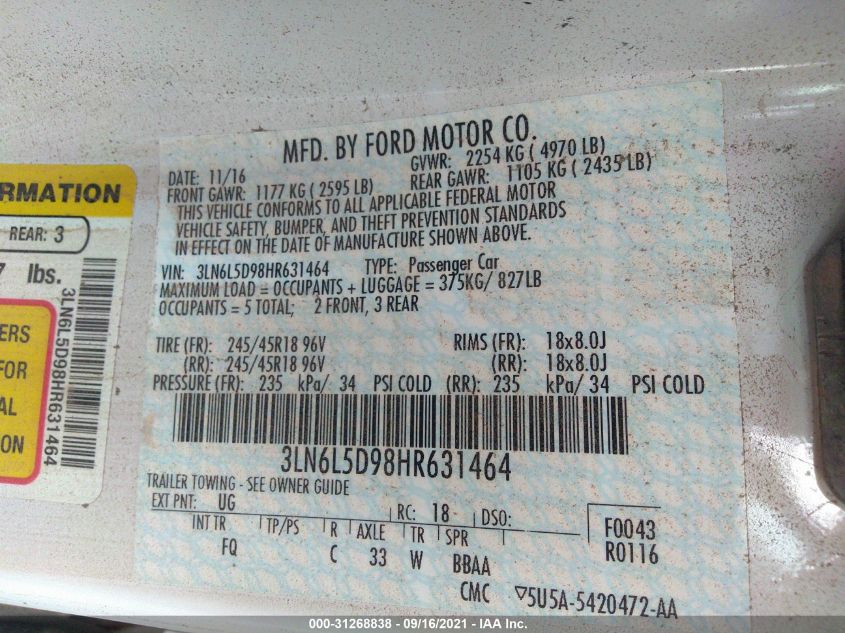 MFD. BY FORD MOTOR CO.
DATE: 11/16 GVWR: 2254 KG ( 4970 LB)
FRONT GAWR: 1177 KG ( 2595 LB) REAR GAWR: 1105 KG ( 2435 LB)
THIS VEHICLE CONFORMS TO ALL APPLICABLE FEDERAL MOTOR
VEHICLE SAFETY, BUMPER, AND THEFT PREVENTION STANDARDS
IN EFFECT ON THE DATE OF MANUFACTURE SHOWN ABOVE.
VIN: 3LN6L5D98HR631464 TYPE: Passenger Car
MAXIMUM LOAD = OCCUPANTS + LUGGAGE = 375KG/ 827LB
OCCUPANTS = 5 TOTAL; 2 FRONT, 3 REAR
TIRE (FR): 245/45R18 96V RIMS (FR): 18x8.0J
(RR): 245/45R18 96V (RR): 18x8.0J
PRESSURE (FR): 235 kPa/ 34 PSI COLD (RR): 235 kPa/ 34 PSI COLD
3LN6L5D98HR631464
TRAILER TOWING - SEE OWNER GUIDE
EXT PNT: UG RC: 18 DSO:
INT TR TP/PS R AXLE TR SPR
FQ C 33 W BBAA
F0043
R0116
CMC ▽5U5A-5420472-AA
RMATION
REAR: 3
7 lbs.
ERS
FOR
AL
ON
3LN6L5D98HR631464
000-31268838 - 09/16/2021 - IAA Inc.